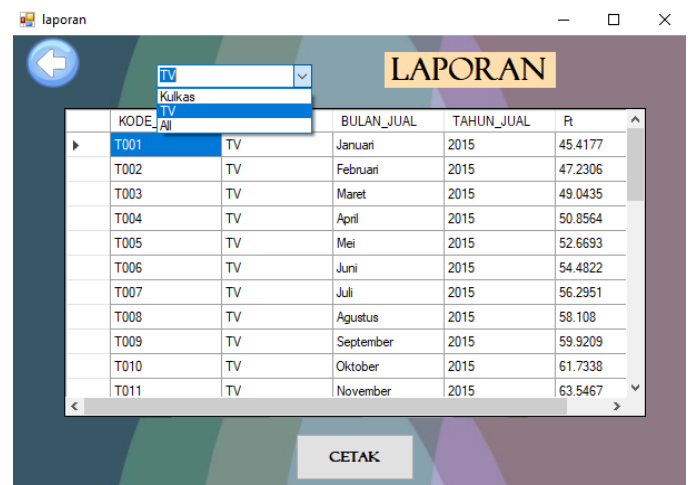 laporan
LAPORAN
TV
Kulkas
TV
All
KODE_ BULAN_JUAL TAHUN_JUAL Ft
T001 TV Januari 2015 45.4177
T002 TV Februari 2015 47.2306
T003 TV Maret 2015 49.0435
T004 TV April 2015 50.8564
T005 TV Mei 2015 52.6693
T006 TV Juni 2015 54.4822
T007 TV Juli 2015 56.2951
T008 TV Agustus 2015 58.108
T009 TV September 2015 59.9209
T010 TV Oktober 2015 61.7338
T011 TV November 2015 63.5467
CETAK